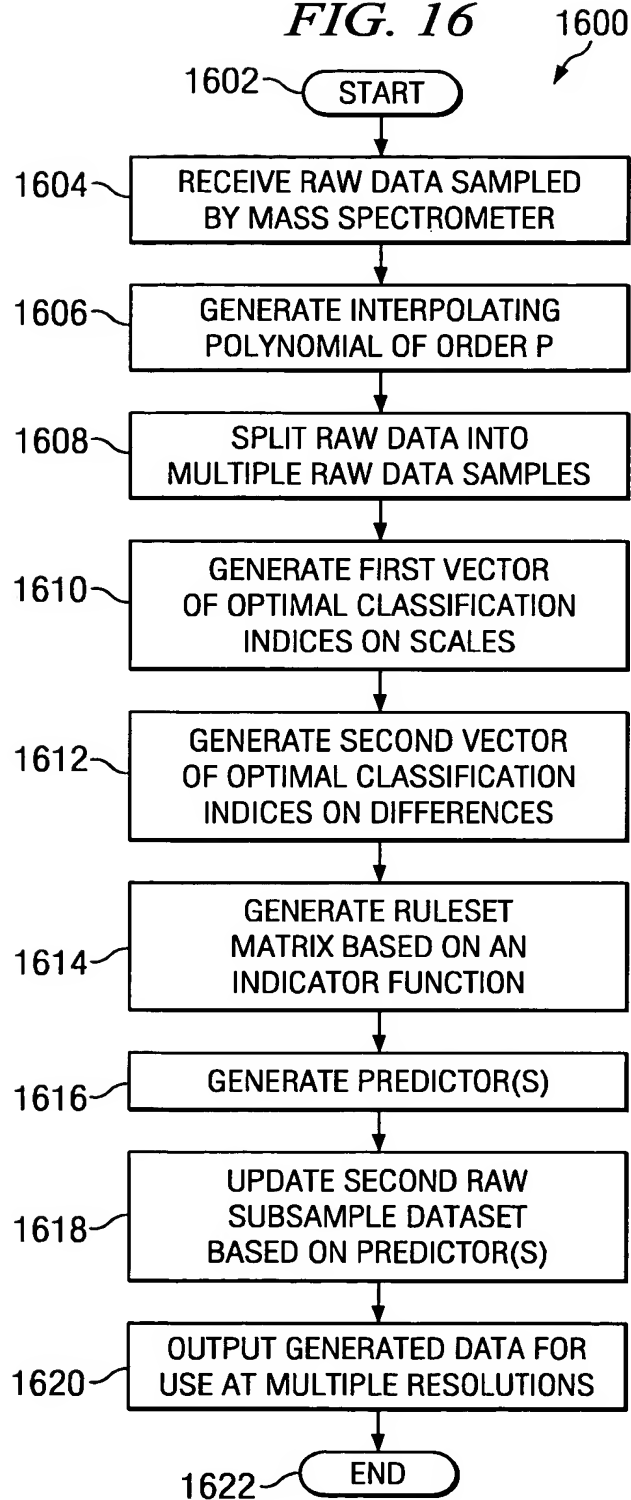 FIG. 16
1600
1602
START
1604
RECEIVE RAW DATA SAMPLED
BY MASS SPECTROMETER
1606
GENERATE INTERPOLATING
POLYNOMIAL OF ORDER P
1608
SPLIT RAW DATA INTO
MULTIPLE RAW DATA SAMPLES
1610
GENERATE FIRST VECTOR
OF OPTIMAL CLASSIFICATION
INDICES ON SCALES
1612
GENERATE SECOND VECTOR
OF OPTIMAL CLASSIFICATION
INDICES ON DIFFERENCES
1614
GENERATE RULESET
MATRIX BASED ON AN
INDICATOR FUNCTION
1616
GENERATE PREDICTOR(S)
1618
UPDATE SECOND RAW
SUBSAMPLE DATASET
BASED ON PREDICTOR(S)
1620
OUTPUT GENERATED DATA FOR
USE AT MULTIPLE RESOLUTIONS
1622
END